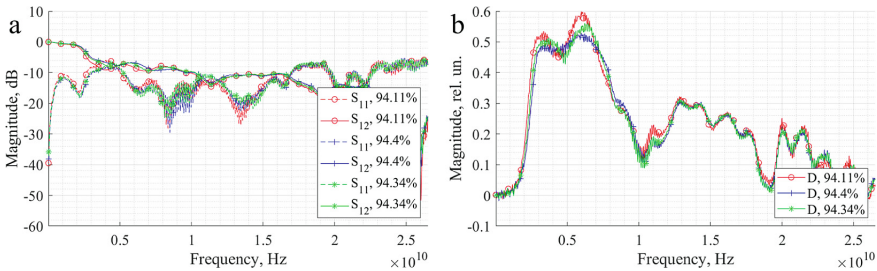 a
10
0
-10
-20
-30
-40
-50
-60
Magnitude, dB
0.5
1
1.5
2
2.5
×10^10
Frequency, Hz
S11, 94.11%
S12, 94.11%
S11, 94.4%
S12, 94.4%
S11, 94.34%
S12, 94.34%
b
0.6
0.5
0.4
0.3
0.2
0.1
0
-0.1
Magnitude, rel. un.
0
0.5
1
1.5
2
2.5
×10^10
Frequency, Hz
D, 94.11%
D, 94.4%
D, 94.34%